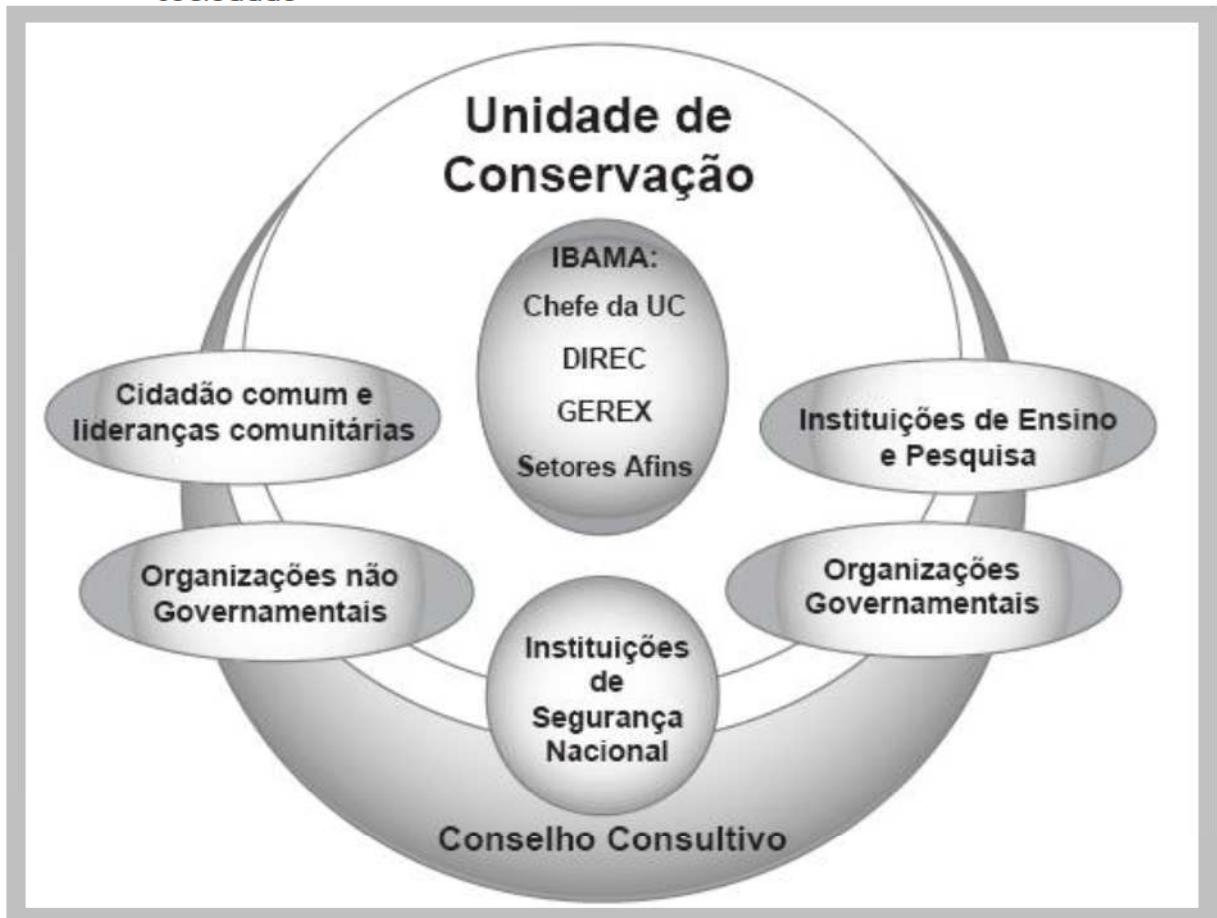 Unidade de
Conservação
IBAMA:
Chefe da UC
DIREC
GEREX
Setores Afins
Cidadão comum e
lideranças comunitárias
Instituições de Ensino
e Pesquisa
Organizações não
Governamentais
Organizações
Governamentais
Instituições
de
Segurança
Nacional
Conselho Consultivo